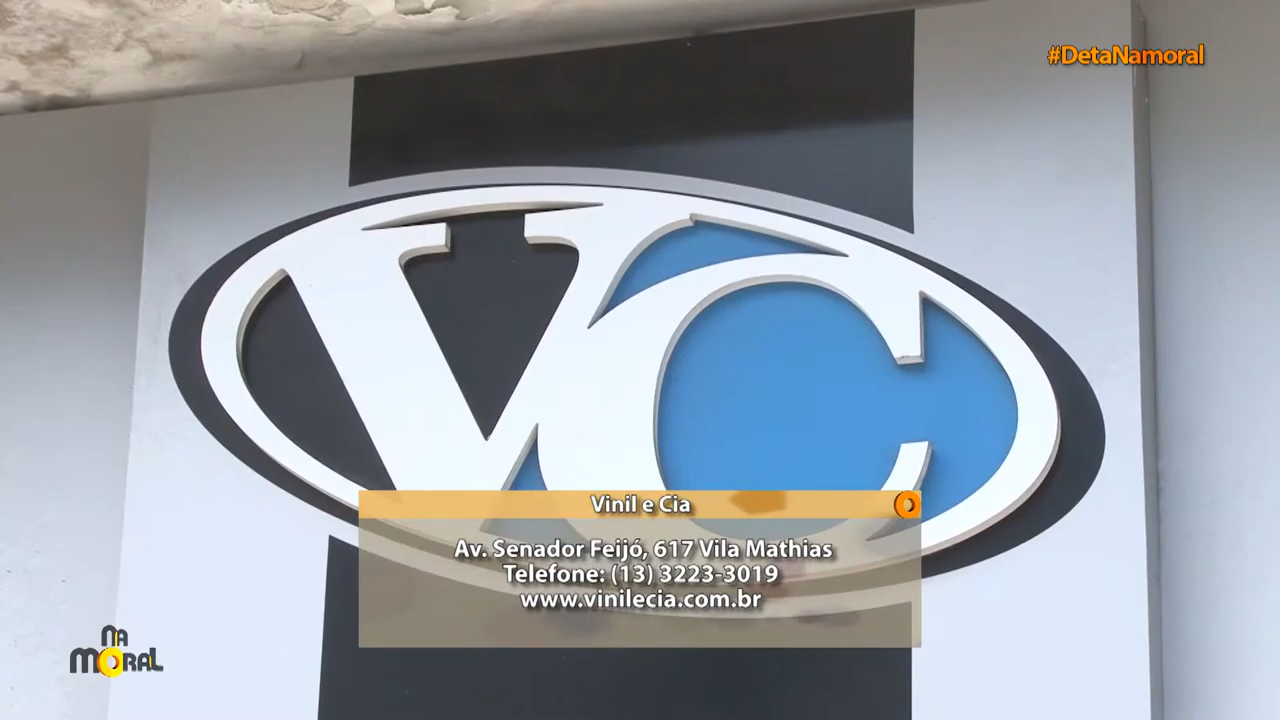 #DetaNamoral
VC
Vinil e Cia
Av. Senador Feijó, 617 Vila Mathias
Telefone: (13) 3223-3019
www.vinilecia.com.br
NA
MORAL